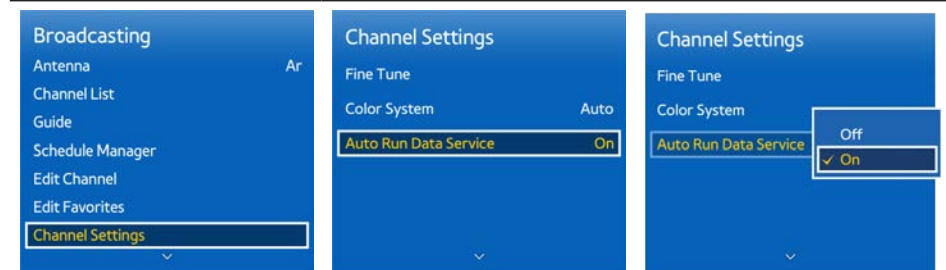 Broadcasting
Antenna Ar
Channel List
Guide
Schedule Manager
Edit Channel
Edit Favorites
Channel Settings
Channel Settings
Fine Tune
Color System Auto
Auto Run Data Service On
Channel Settings
Fine Tune
Color System
Auto Run Data Service
Off
✓ On